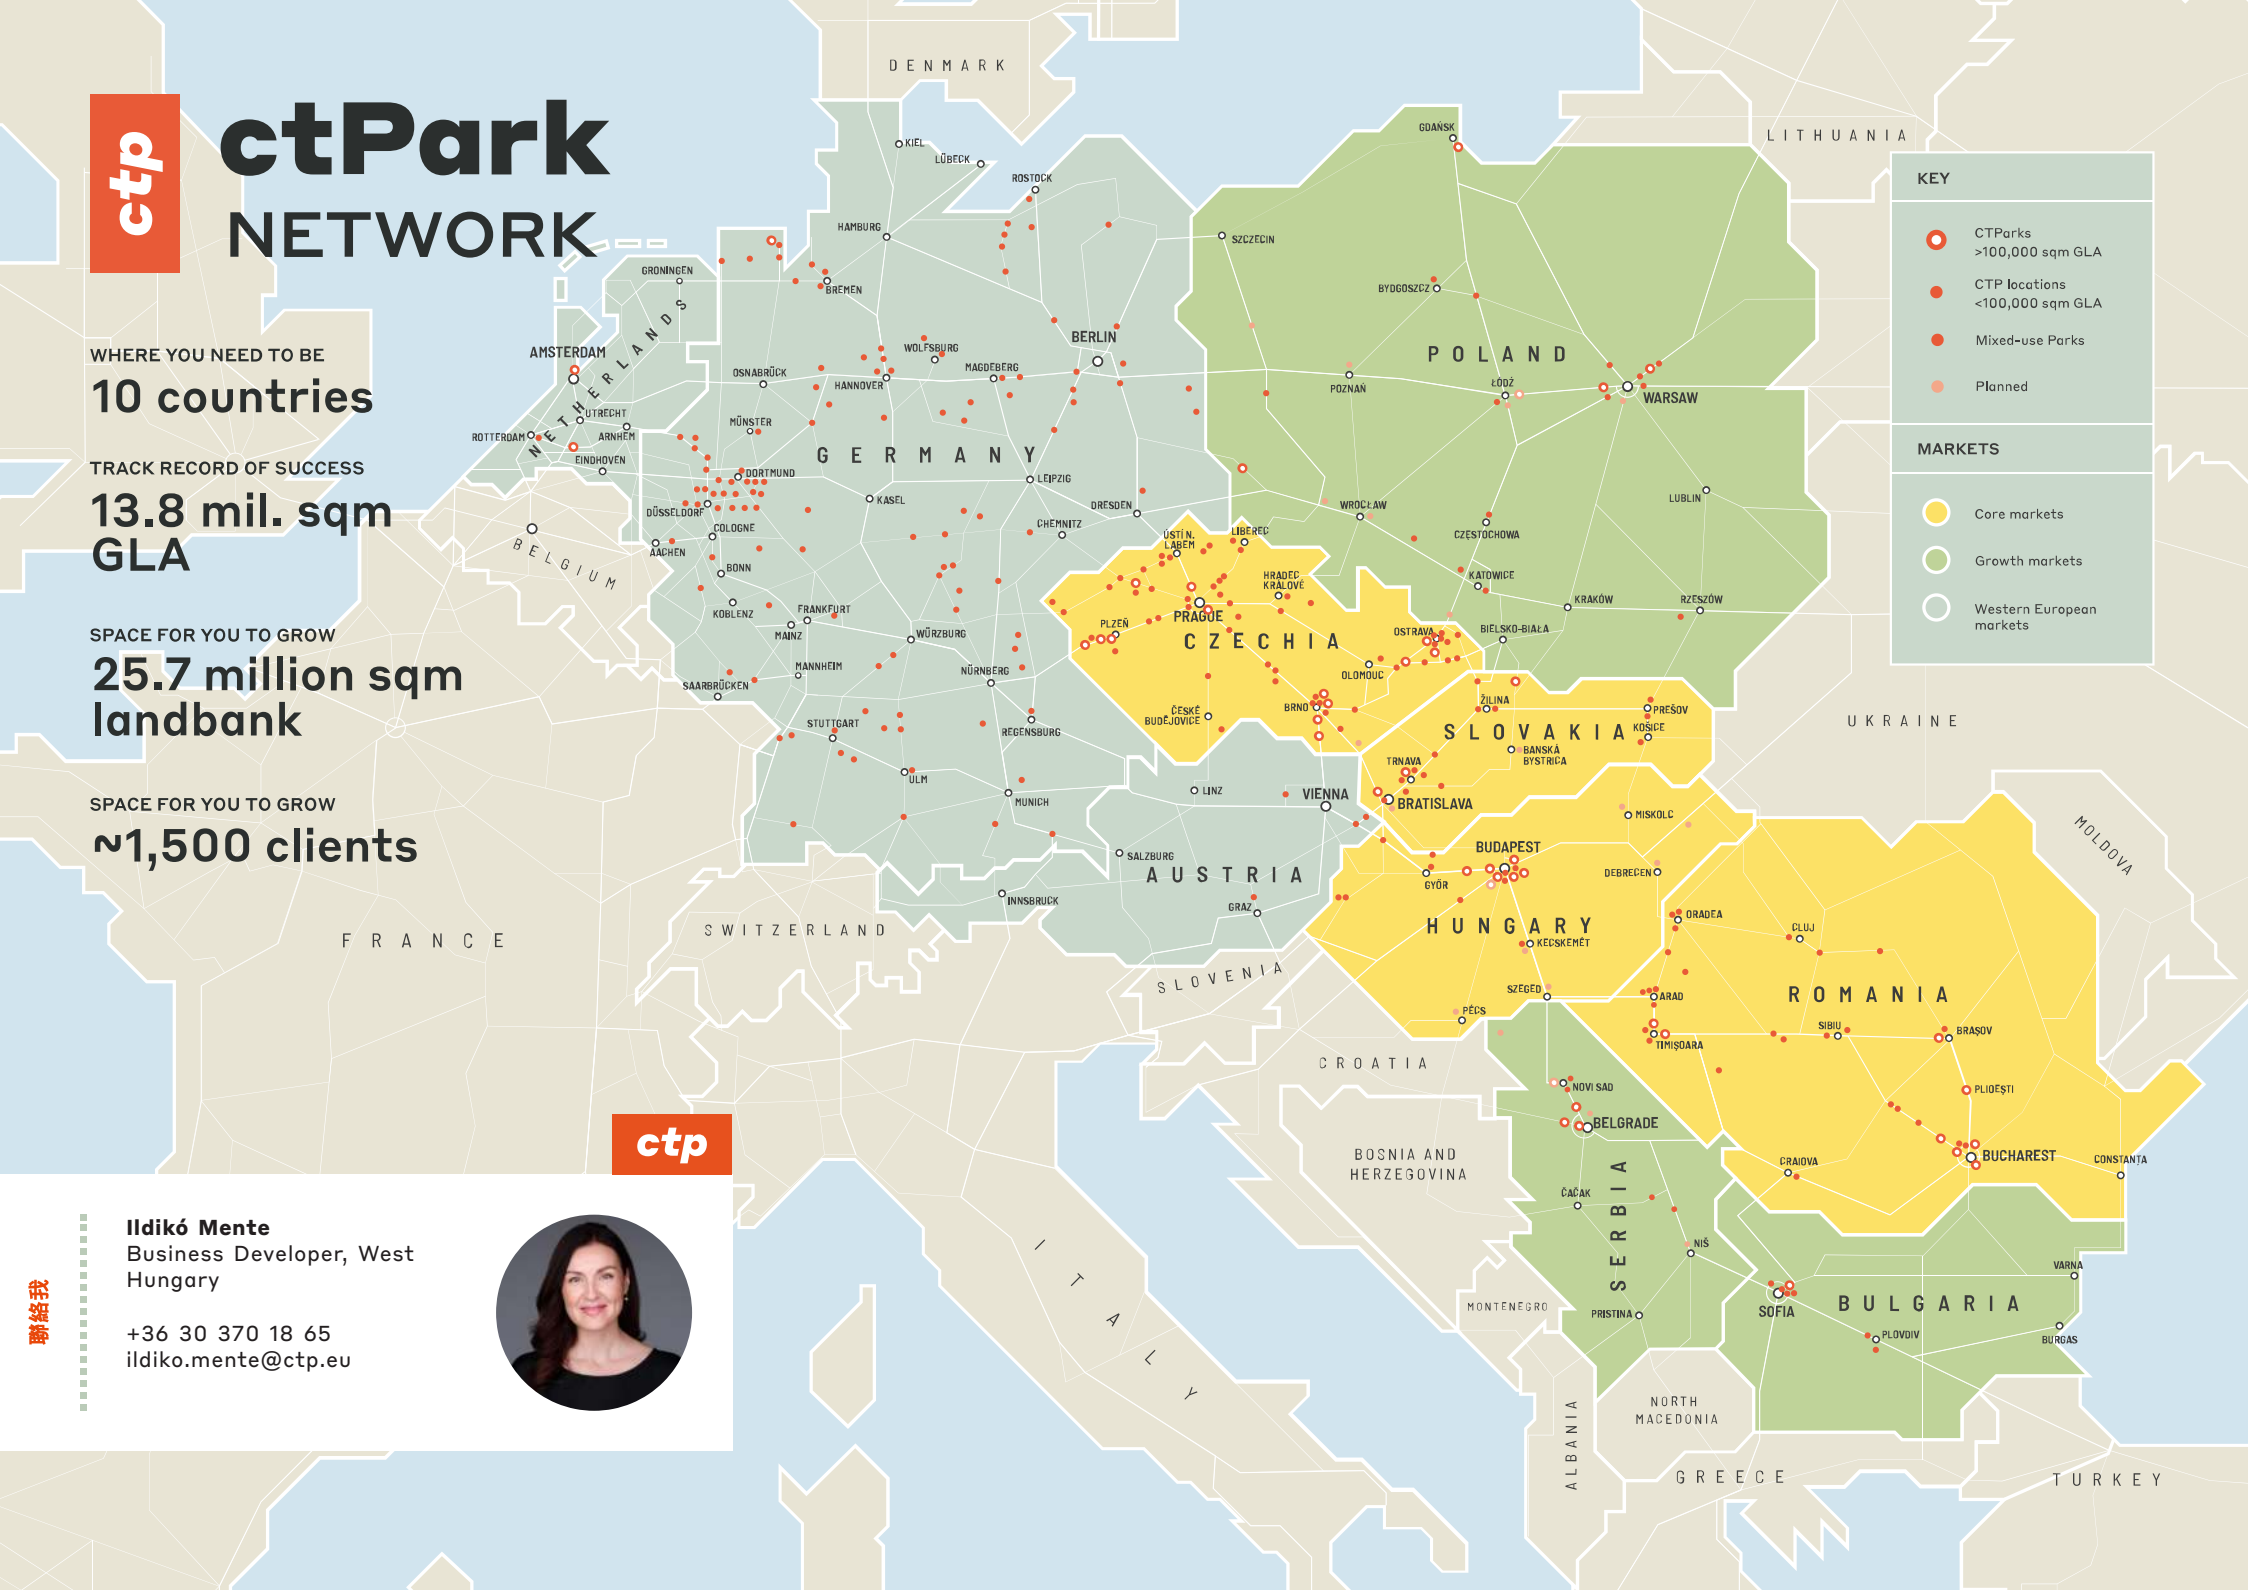 ctp
ctPark
NETWORK
WHERE YOU NEED TO BE
10 countries
TRACK RECORD OF SUCCESS
13.8 mil. sqm
GLA
SPACE FOR YOU TO GROW
25.7 million sqm
landbank
SPACE FOR YOU TO GROW
~1,500 clients
KEY
CTParks
>100,000 sqm GLA
CTP locations
<100,000 sqm GLA
Mixed-use Parks
Planned
MARKETS
Core markets
Growth markets
Western European
markets
DENMARK
LITHUANIA
KIEL
LÜBECK
ROSTOCK
HAMBURG
BREMEN
GRONINGEN
NETHERLANDS
AMSTERDAM
UTRECHT
ROTTERDAM
ARNHEM
EINDHOVEN
BELGIUM
BERLIN
WOLFSBURG
MAGDEBERG
OSNABRÜCK
HANNOVER
MÜNSTER
GERMANY
DORTMUND
DÜSSELDORF
KASEL
LEIPZIG
DRESDEN
CHEMNITZ
COLOGNE
AACHEN
BONN
KOBLENZ
FRANKFURT
MAINZ
WÜRZBURG
MANNHEIM
SAARBRÜCKEN
NÜRNBERG
STUTTGART
REGENSBURG
ULM
MUNICH
GDAŃSK
SZCZECIN
BYDGOSZCZ
POLAND
POZNAŃ
ŁÓDŹ
WARSAW
WROCŁAW
LUBLIN
CZĘSTOCHOWA
KATOWICE
KRAKÓW
RZESZÓW
BIELSKO-BIAŁA
ÚSTÍ N.
LABEM
LIBEREC
HRADEC
KRÁLOVÉ
PRAGUE
PLZEŇ
CZECHIA
OSTRAVA
OLOMOUC
ČESKÉ
BUDĚJOVICE
BRNO
ŽILINA
PREŠOV
SLOVAKIA
KOŠICE
BANSKÁ
BYSTRICA
TRNAVA
BRATISLAVA
UKRAINE
MOLDOVA
LINZ
VIENNA
SALZBURG
AUSTRIA
INNSBRUCK
GRAZ
MISKOLC
BUDAPEST
GYŐR
DEBRECEN
HUNGARY
KECSKEMÉT
SZEGED
PÉCS
ORADEA
CLUJ
ARAD
ROMANIA
TIMIȘOARA
SIBIU
BRAȘOV
PLIOEȘTI
BUCHAREST
CRAIOVA
CONSTANȚA
FRANCE
SWITZERLAND
SLOVENIA
CROATIA
BOSNIA AND
HERZEGOVINA
NOVI SAD
BELGRADE
SERBIA
ČAČAK
NIŠ
PRISTINA
MONTENEGRO
SOFIA
BULGARIA
VARNA
PLOVDIV
BURGAS
NORTH
MACEDONIA
ALBANIA
GREECE
TURKEY
ITALY
ctp
聯絡我
Ildikó Mente
Business Developer, West
Hungary
+36 30 370 18 65
ildiko.mente@ctp.eu